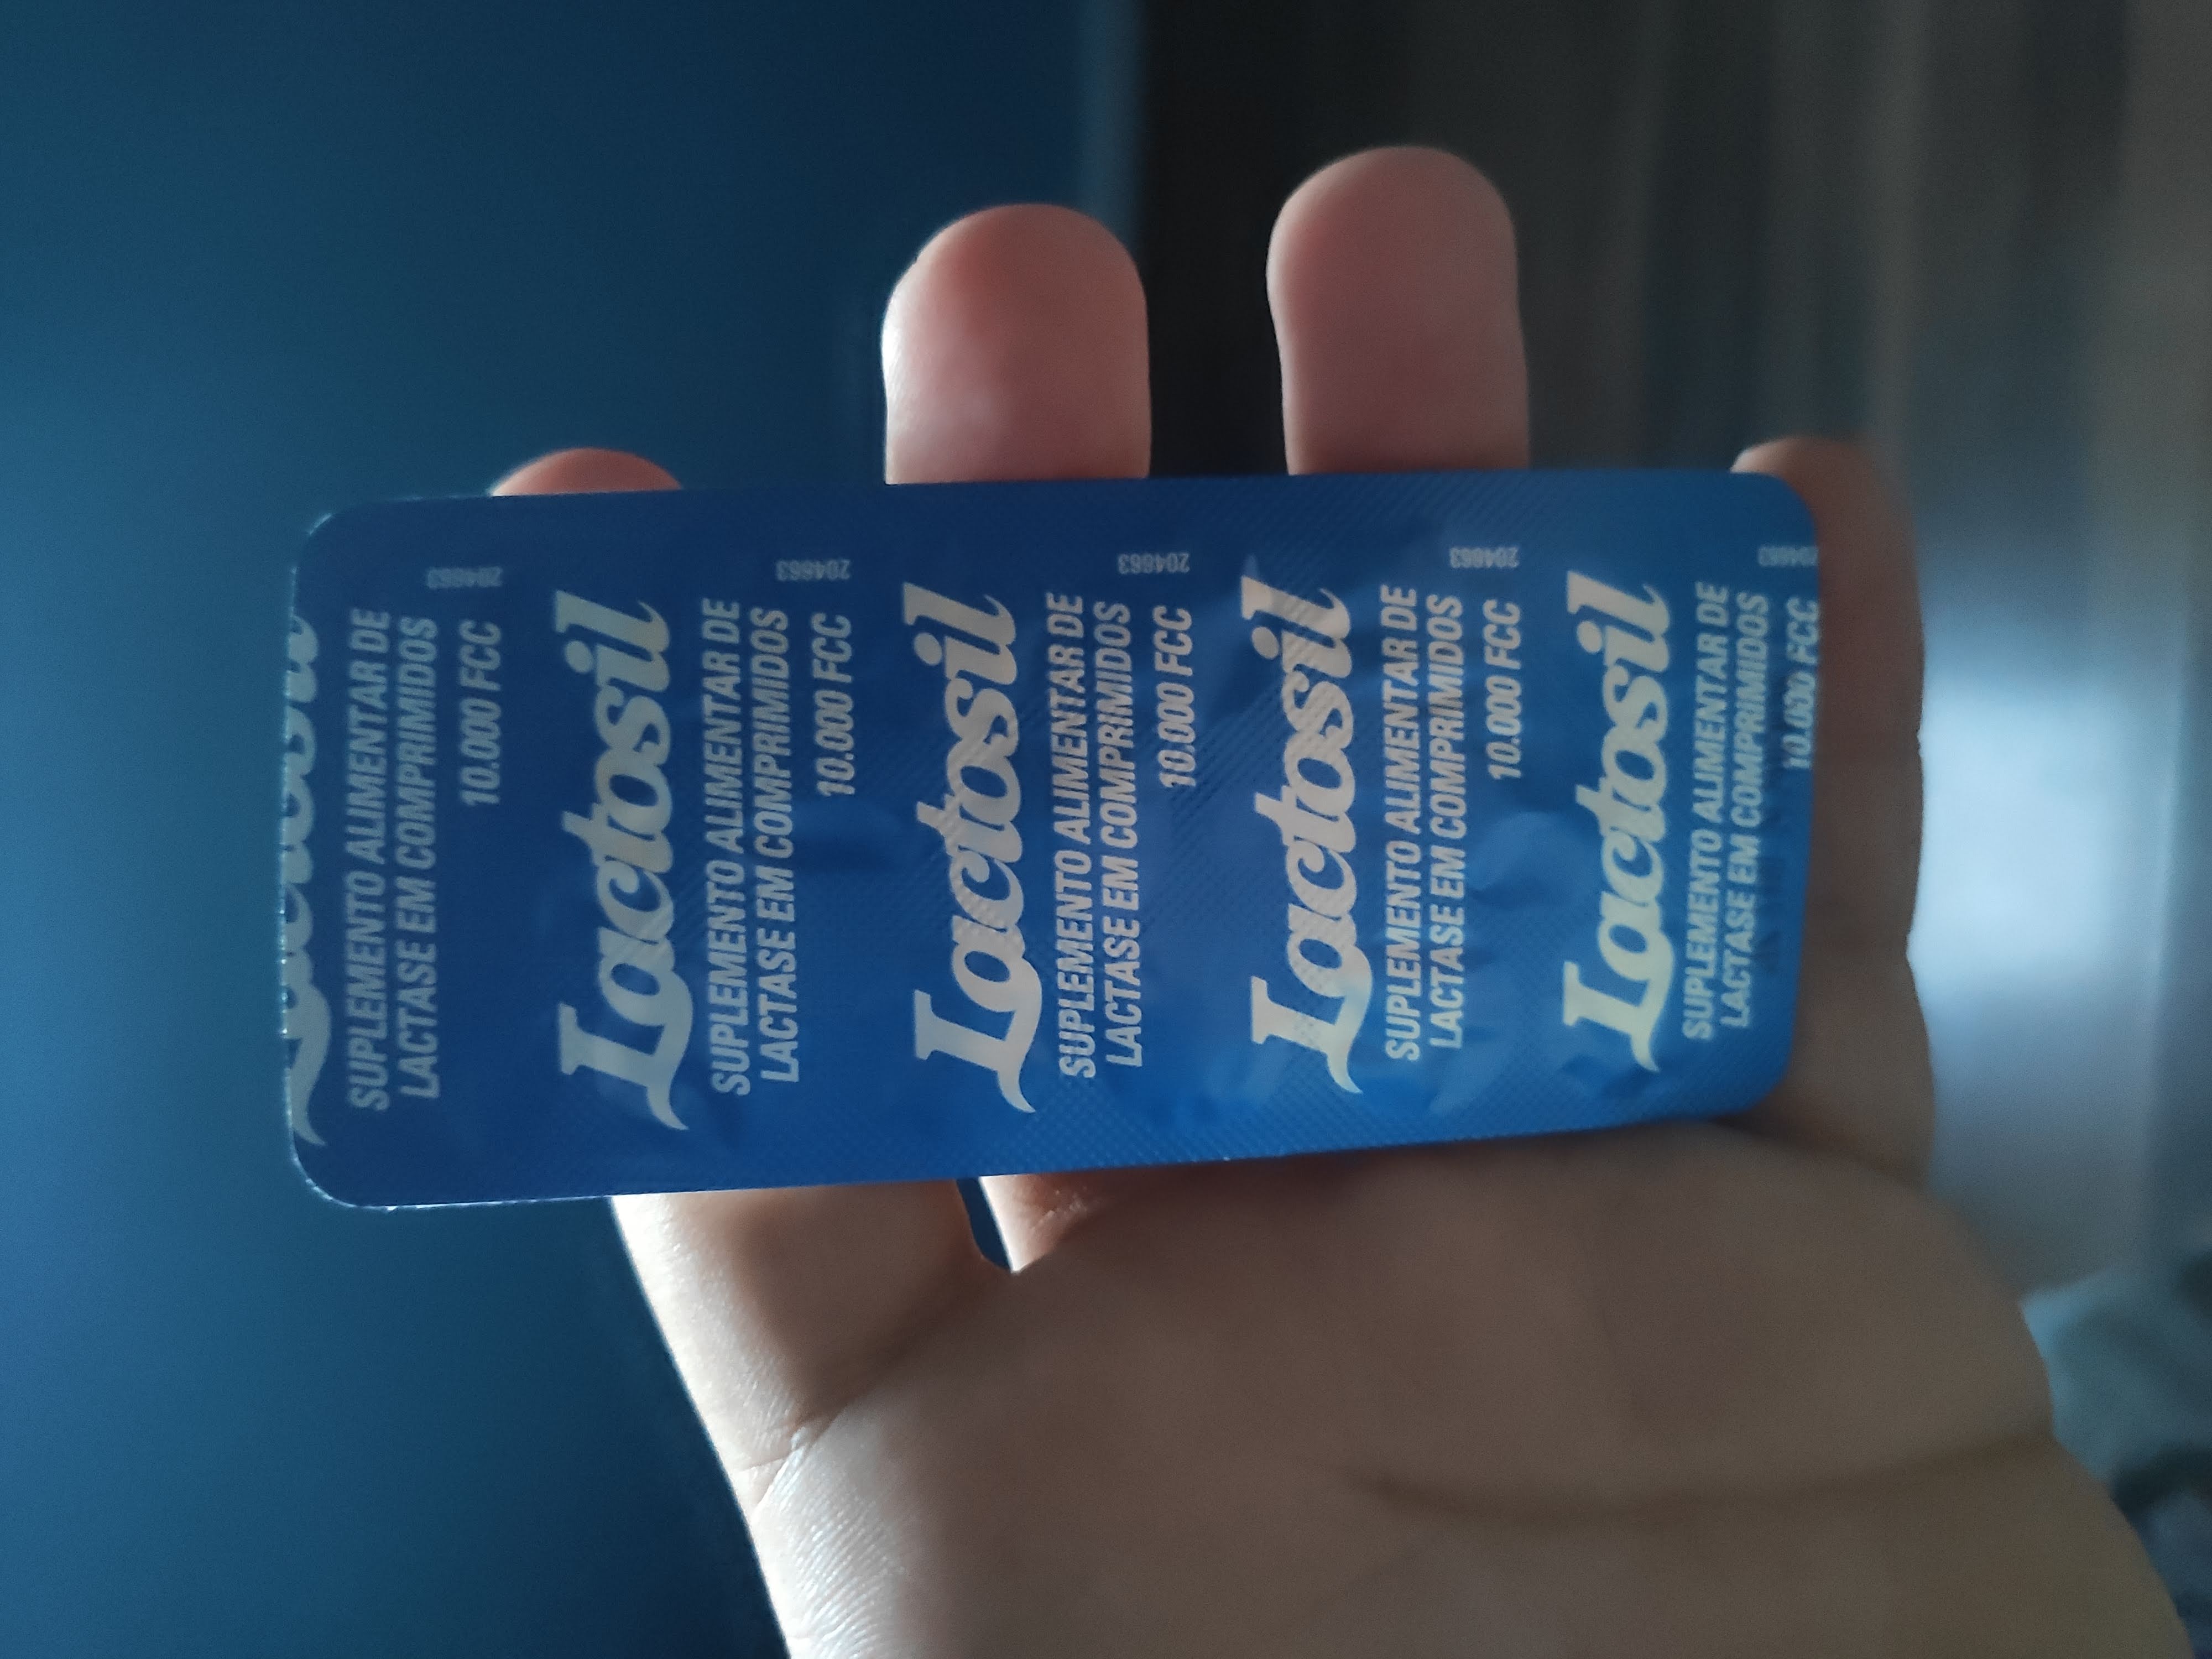 Lactosil
SUPLEMENTO ALIMENTAR DE
LACTASE EM COMPRIMIDOS
10.000 FCC
204663
Lactosil
SUPLEMENTO ALIMENTAR DE
LACTASE EM COMPRIMIDOS
10.000 FCC
204663
Lactosil
SUPLEMENTO ALIMENTAR DE
LACTASE EM COMPRIMIDOS
10.000 FCC
204663
Lactosil
SUPLEMENTO ALIMENTAR DE
LACTASE EM COMPRIMIDOS
10.000 FCC
204663
Lactosil
SUPLEMENTO ALIMENTAR DE
LACTASE EM COMPRIMIDOS
10.000 FCC
204663